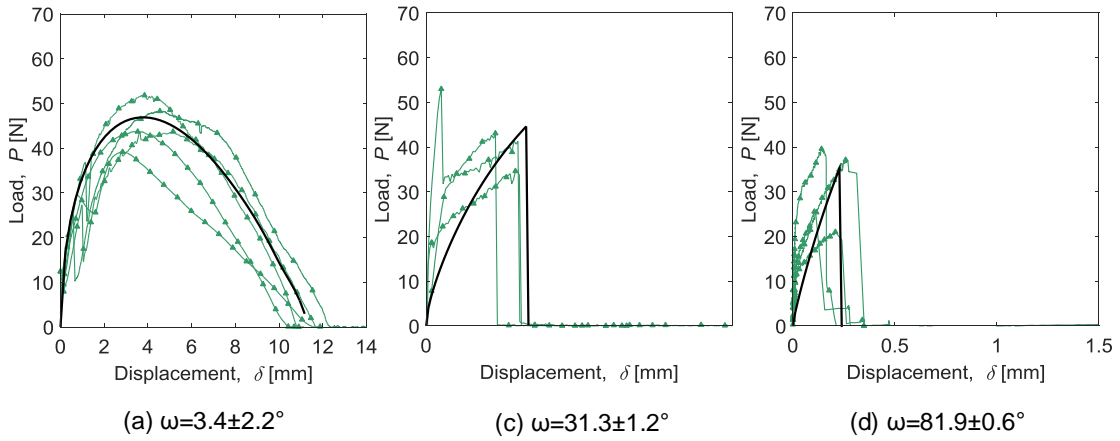 70
60
50
40
30
20
10
0
Load, P [N]
0 2 4 6 8 10 12 14
Displacement, δ [mm]
(a) ω=3.4±2.2°
70
60
50
40
30
20
10
0
Load, P [N]
0
Displacement, δ [mm]
(c) ω=31.3±1.2°
70
60
50
40
30
20
10
0
Load, P [N]
0 0.5 1 1.5
Displacement, δ [mm]
(d) ω=81.9±0.6°